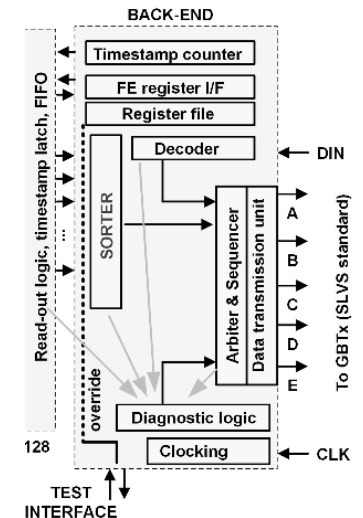 BACK-END
Timestamp counter
FE register I/F
Register file
Read-out logic, timestamp latch, FIFO
...
128
override
SORTER
Decoder
Arbiter & Sequencer
Data transmission unit
Diagnostic logic
Clocking
DIN
A
B
C
D
E
To GBTx (SLVS standard)
CLK
TEST
INTERFACE